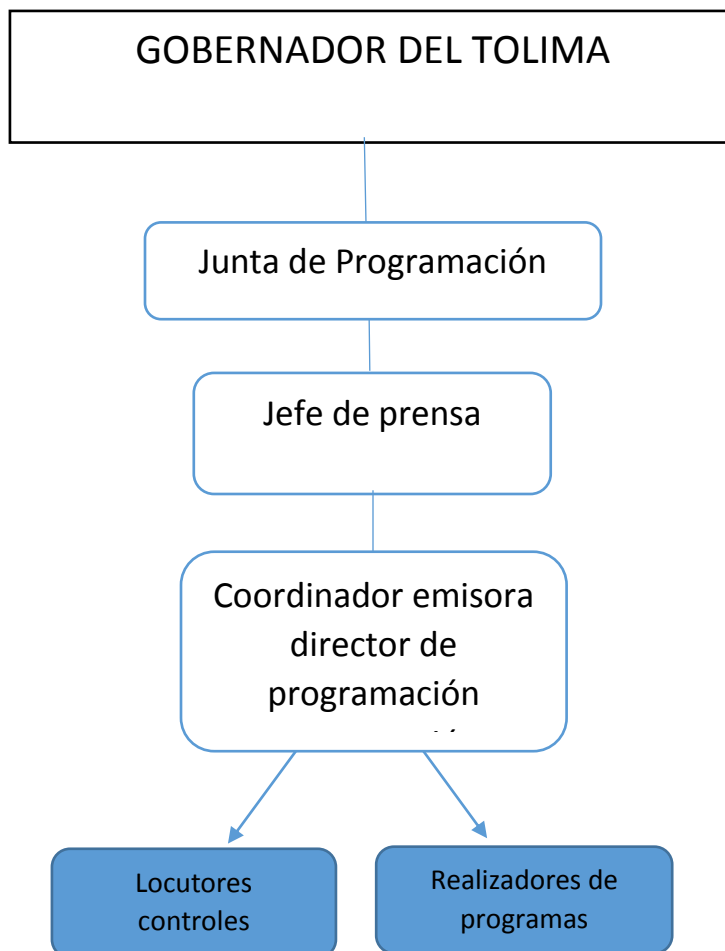 GOBERNADOR DEL TOLIMA
Junta de Programación
Jefe de prensa
Coordinador emisora
director de
programación
Locutores
controles
Realizadores de
programas